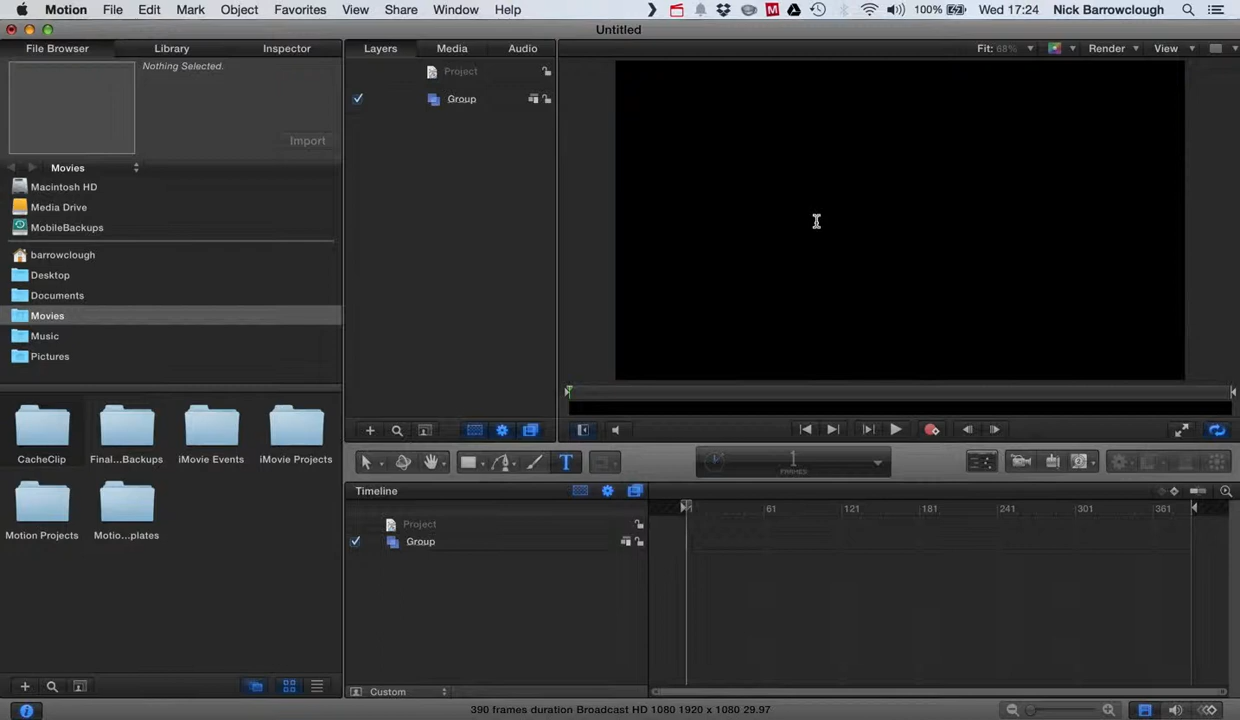 Motion File Edit Mark Object Favorites View Share Window Help 100% Wed 17:24 Nick Barrowclough
Untitled
File Browser Library Inspector Layers Media Audio Fit: 68% Render View
Nothing Selected.
Import
Project
Group
Movies
Macintosh HD
Media Drive
MobileBackups
barrowclough
Desktop
Documents
Movies
Music
Pictures
CacheClip Final...Backups iMovie Events iMovie Projects
Motion Projects Motio...plates
T 1
FRAMES
Timeline
61 121 181 241 301 361
Project
Group
Custom
390 frames duration Broadcast HD 1080 1920 x 1080 29.97